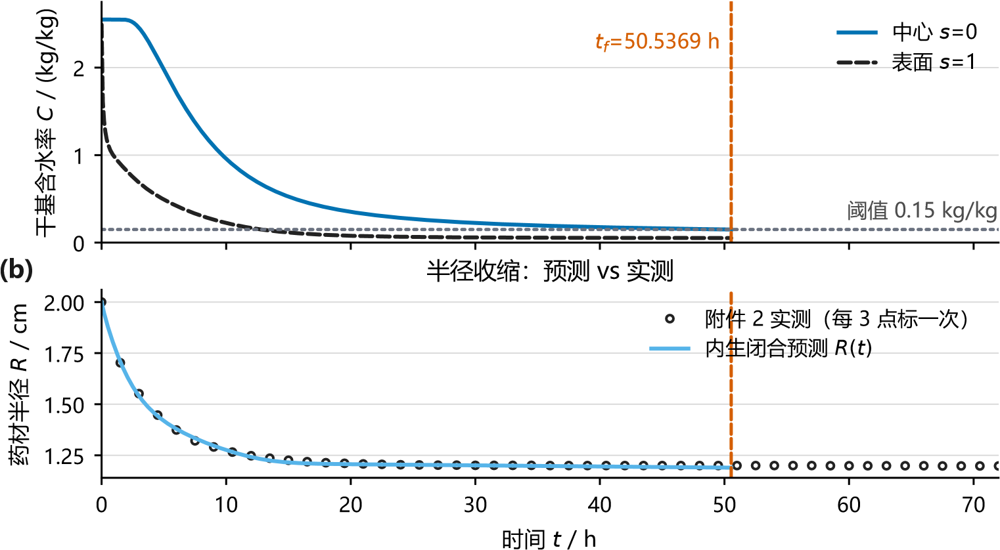 t_f=50.5369 h
中心 s=0
表面 s=1
干基含水率 C / (kg/kg)
2
1
0
阈值 0.15 kg/kg
(b)
半径收缩：预测 vs 实测
药材半径 R / cm
2.00
1.75
1.50
1.25
附件 2 实测（每 3 点标一次）
内生闭合预测 R(t)
0 10 20 30 40 50 60 70
时间 t / h